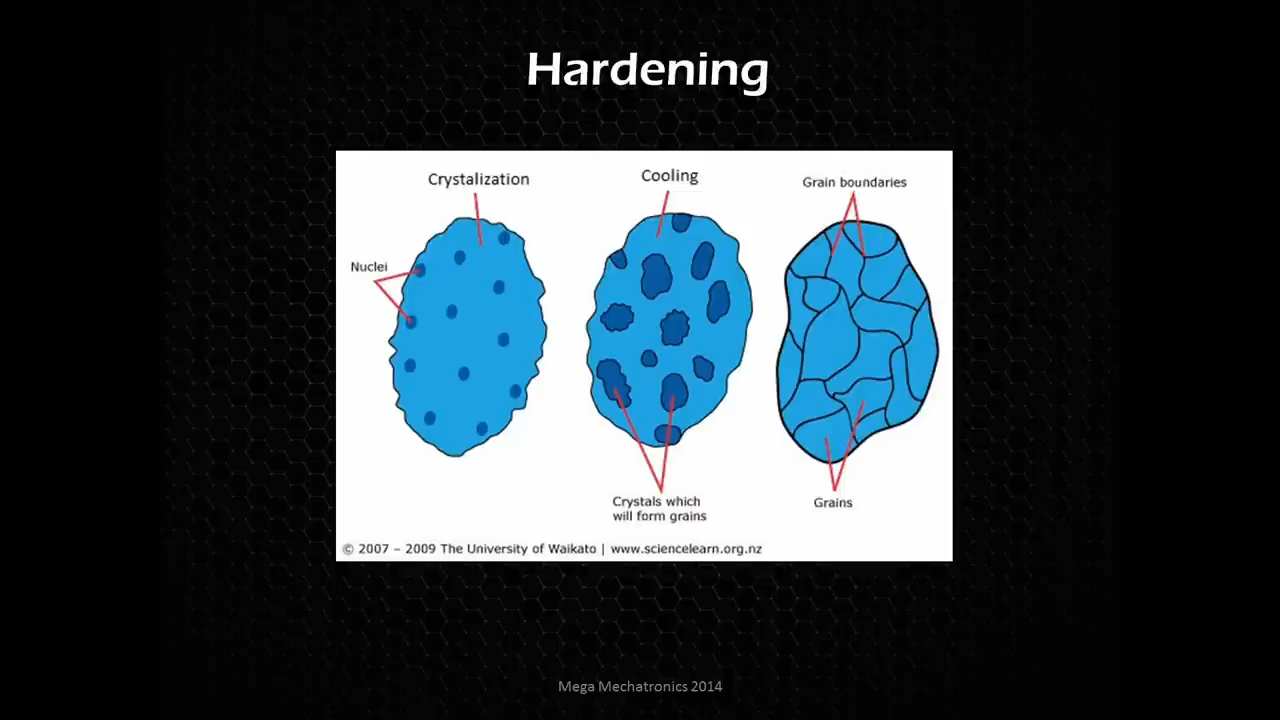 Hardening
Crystalization
Cooling
Grain boundaries
Nuclei
Crystals which
will form grains
Grains
© 2007 – 2009 The University of Waikato | www.sciencelearn.org.nz
Mega Mechatronics 2014